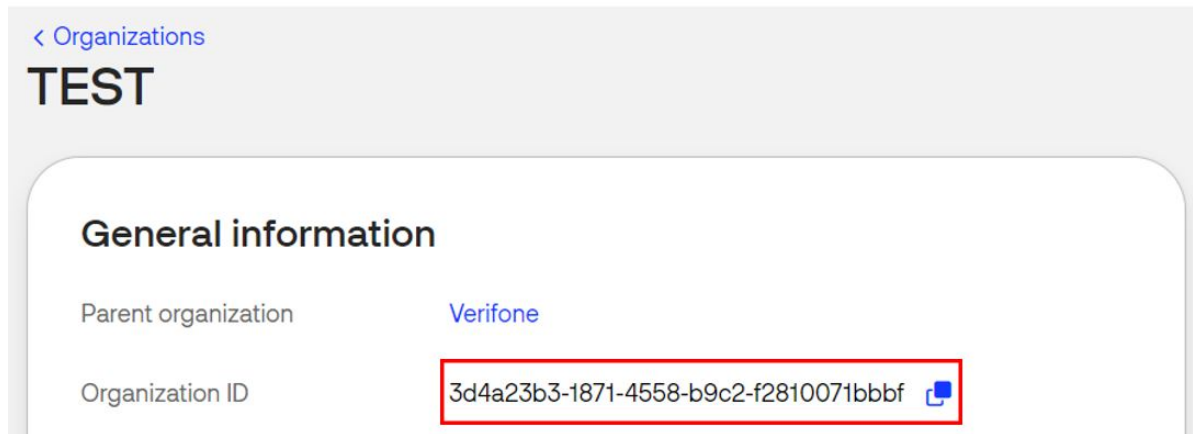 Organizations
TEST
General information
Parent organization Verifone
Organization ID 3d4a23b3-1871-4558-b9c2-f2810071bbbf